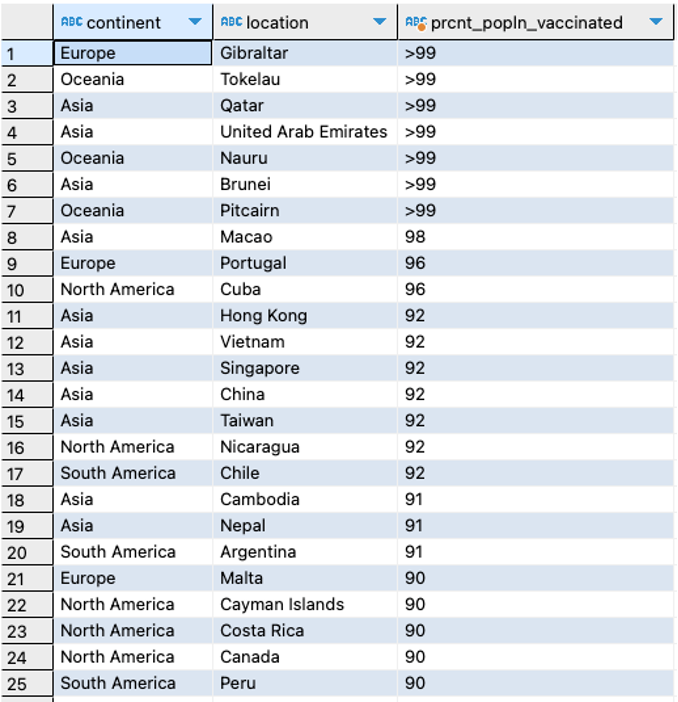 ABC continent ABC location ABC prcnt_popln_vaccinated
1 Europe Gibraltar >99
2 Oceania Tokelau >99
3 Asia Qatar >99
4 Asia United Arab Emirates >99
5 Oceania Nauru >99
6 Asia Brunei >99
7 Oceania Pitcairn >99
8 Asia Macao 98
9 Europe Portugal 96
10 North America Cuba 96
11 Asia Hong Kong 92
12 Asia Vietnam 92
13 Asia Singapore 92
14 Asia China 92
15 Asia Taiwan 92
16 North America Nicaragua 92
17 South America Chile 92
18 Asia Cambodia 91
19 Asia Nepal 91
20 South America Argentina 91
21 Europe Malta 90
22 North America Cayman Islands 90
23 North America Costa Rica 90
24 North America Canada 90
25 South America Peru 90